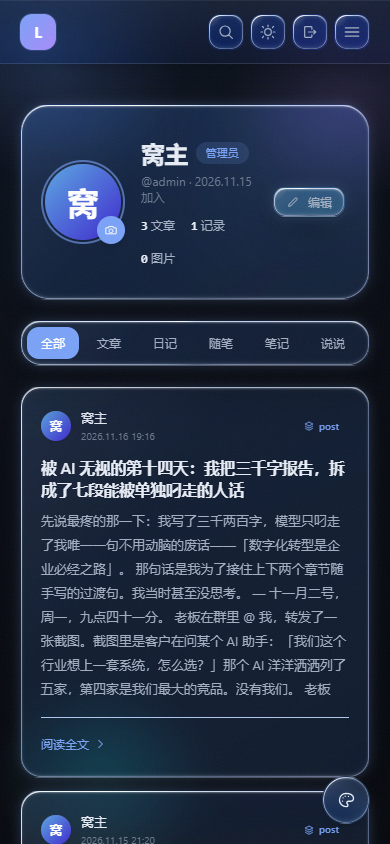 L
窝主 管理员
@admin · 2026.11.15
加入
窝
3 文章 1 记录
0 图片
编辑
全部 文章 日记 随笔 笔记 说说
窝 窝主
2026.11.16 19:16
post
被 AI 无视的第十四天：我把三千字报告，拆
成了七段能被单独叼走的人话
先说最疼的那一下：我写了三千两百字，模型只叼走
了我唯一一句不用动脑的废话——「数字化转型是企
业必经之路」。 那句话是我为了接住上下两个章节随
手写的过渡句。我当时甚至没思考。 — 十一月二号，
周一，九点四十一分。 老板在群里 @ 我，转发了一
张截图。截图里是客户在问某个 AI 助手：「我们这个
行业想上一套系统，怎么选？」那个 AI 洋洋洒洒列了
五家，第四家是我们最大的竞品。没有我们。 老板
阅读全文
窝 窝主
2026.11.15 21:20
post